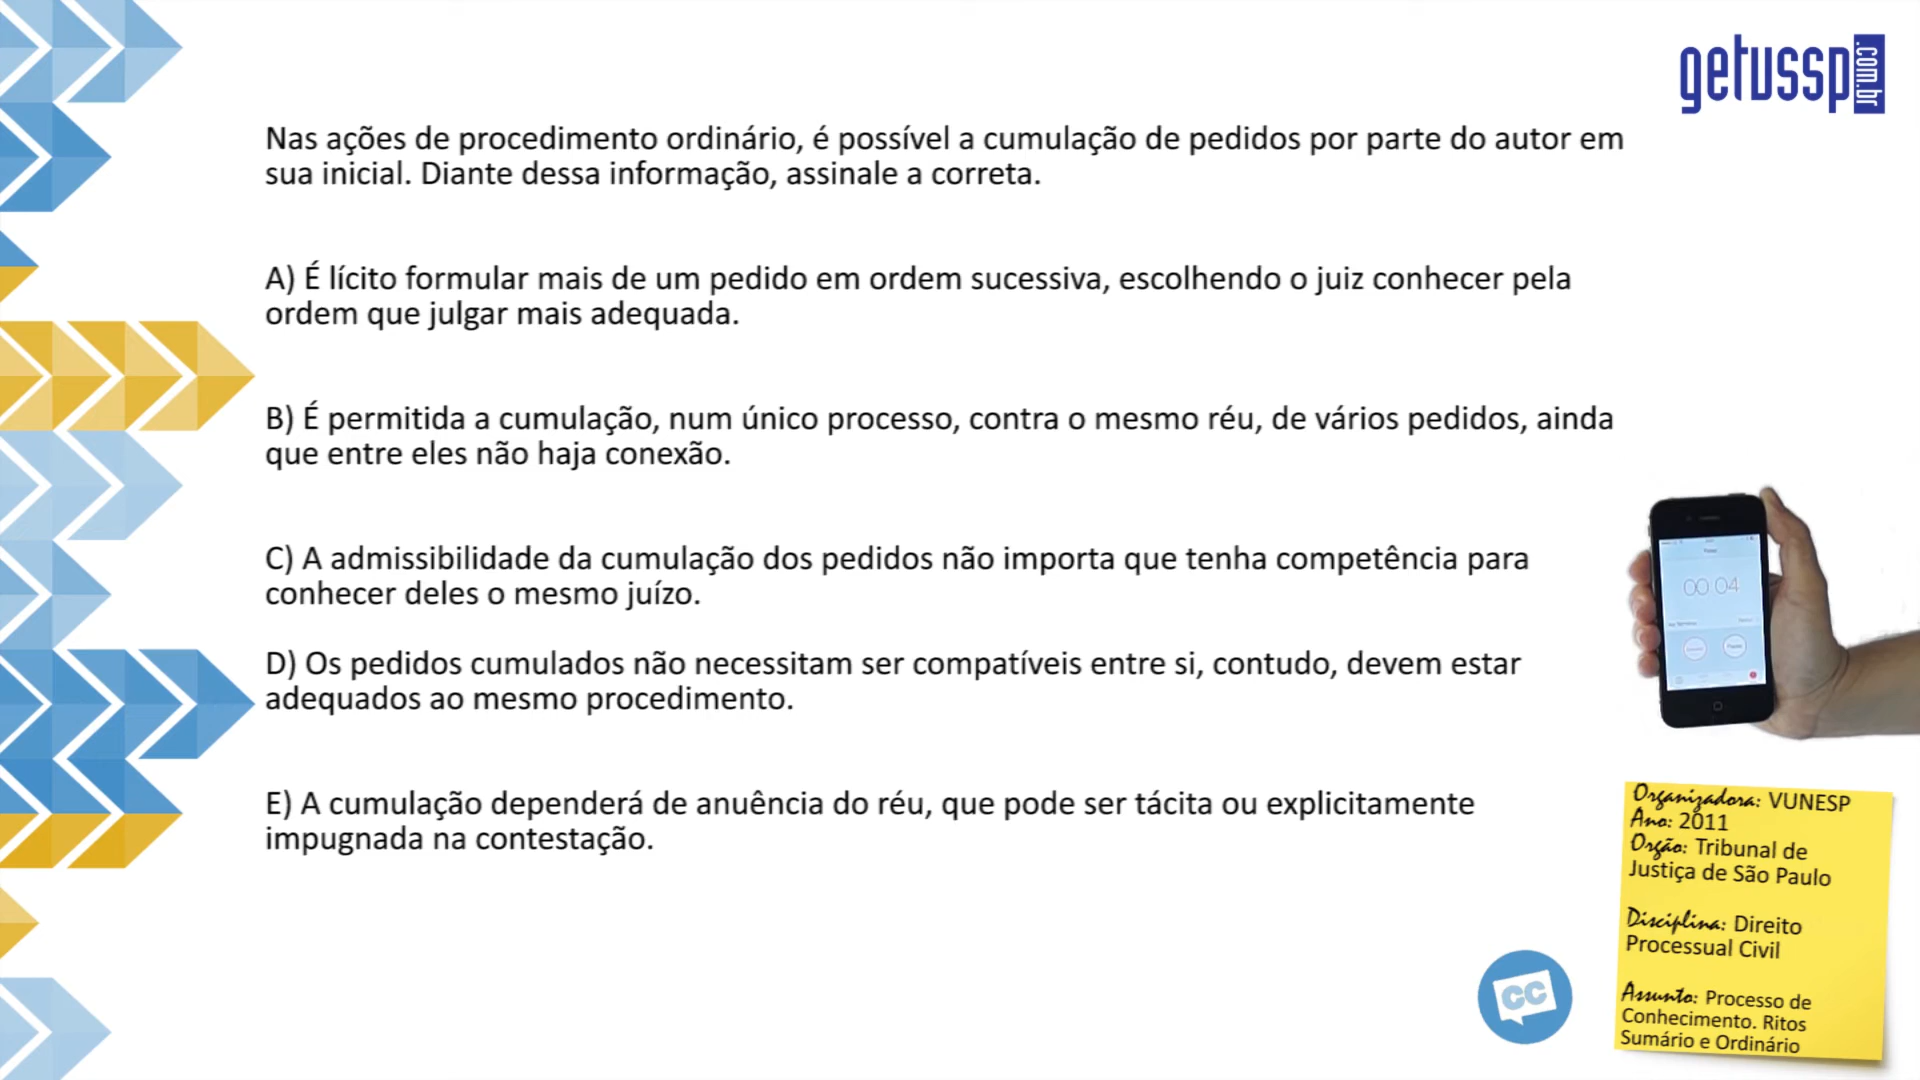 getussp.com.br
Nas ações de procedimento ordinário, é possível a cumulação de pedidos por parte do autor em
sua inicial. Diante dessa informação, assinale a correta.
A) É lícito formular mais de um pedido em ordem sucessiva, escolhendo o juiz conhecer pela
ordem que julgar mais adequada.
B) É permitida a cumulação, num único processo, contra o mesmo réu, de vários pedidos, ainda
que entre eles não haja conexão.
C) A admissibilidade da cumulação dos pedidos não importa que tenha competência para
conhecer deles o mesmo juízo.
D) Os pedidos cumulados não necessitam ser compatíveis entre si, contudo, devem estar
adequados ao mesmo procedimento.
E) A cumulação dependerá de anuência do réu, que pode ser tácita ou explicitamente
impugnada na contestação.
00 04
Organizadora: VUNESP
Ano: 2011
Orgão: Tribunal de
Justiça de São Paulo
Disciplina: Direito
Processual Civil
Assunto: Processo de
Conhecimento. Ritos
Sumário e Ordinário
CC